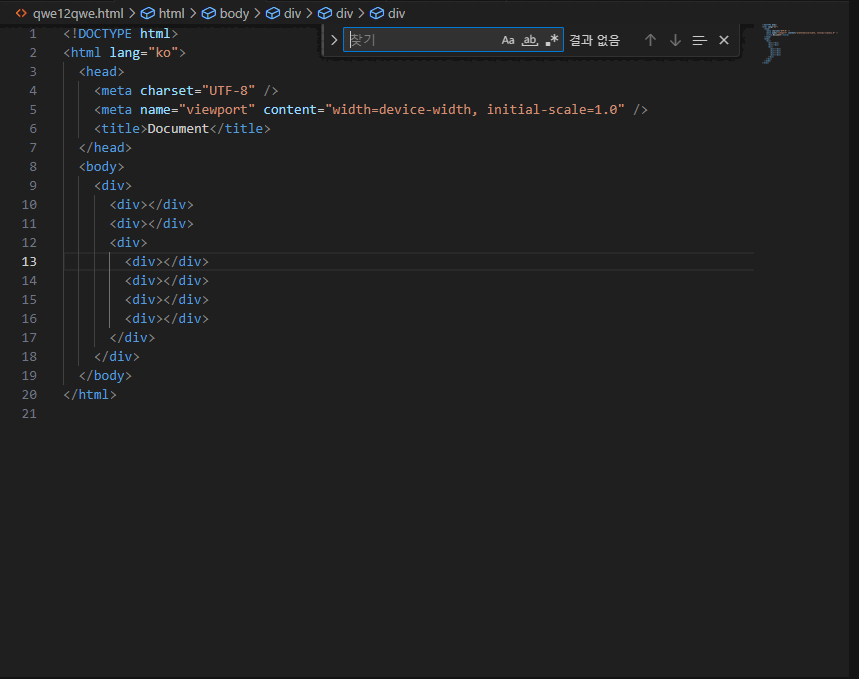 qwe12qwe.html > html > body > div > div > div
찾기 Aa ab .* 결과 없음
1 <!DOCTYPE html>
2 <html lang="ko">
3 <head>
4 <meta charset="UTF-8" />
5 <meta name="viewport" content="width=device-width, initial-scale=1.0" />
6 <title>Document</title>
7 </head>
8 <body>
9 <div>
10 <div></div>
11 <div></div>
12 <div>
13 <div></div>
14 <div></div>
15 <div></div>
16 <div></div>
17 </div>
18 </div>
19 </body>
20 </html>
21